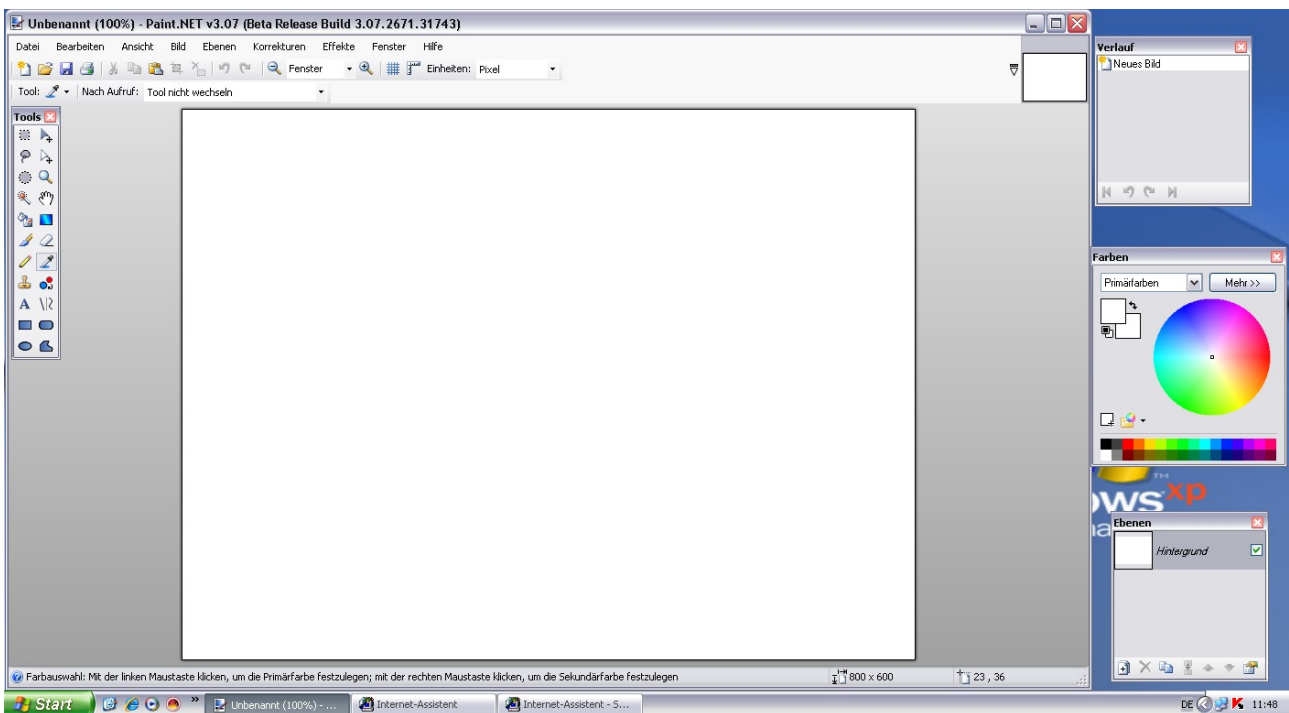 Unbenannt (100%) - Paint.NET v3.07 (Beta Release Build 3.07.2671.31743)
Datei Bearbeiten Ansicht Bild Ebenen Korrekturen Effekte Fenster Hilfe
Fenster Einheiten: Pixel
Tool: Nach Aufruf: Tool nicht wechseln
Tools
A
Verlauf
Neues Bild
Farben
Primärfarben Mehr >>
TM
ows xp
Ebenen
Hintergrund
Farbauswahl: Mit der linken Maustaste klicken, um die Primärfarbe festzulegen; mit der rechten Maustaste klicken, um die Sekundärfarbe festzulegen 800 x 600 23 , 36
Start » Unbenannt (100%) - ... Internet-Assistent Internet-Assistent - S... DE K 11:48